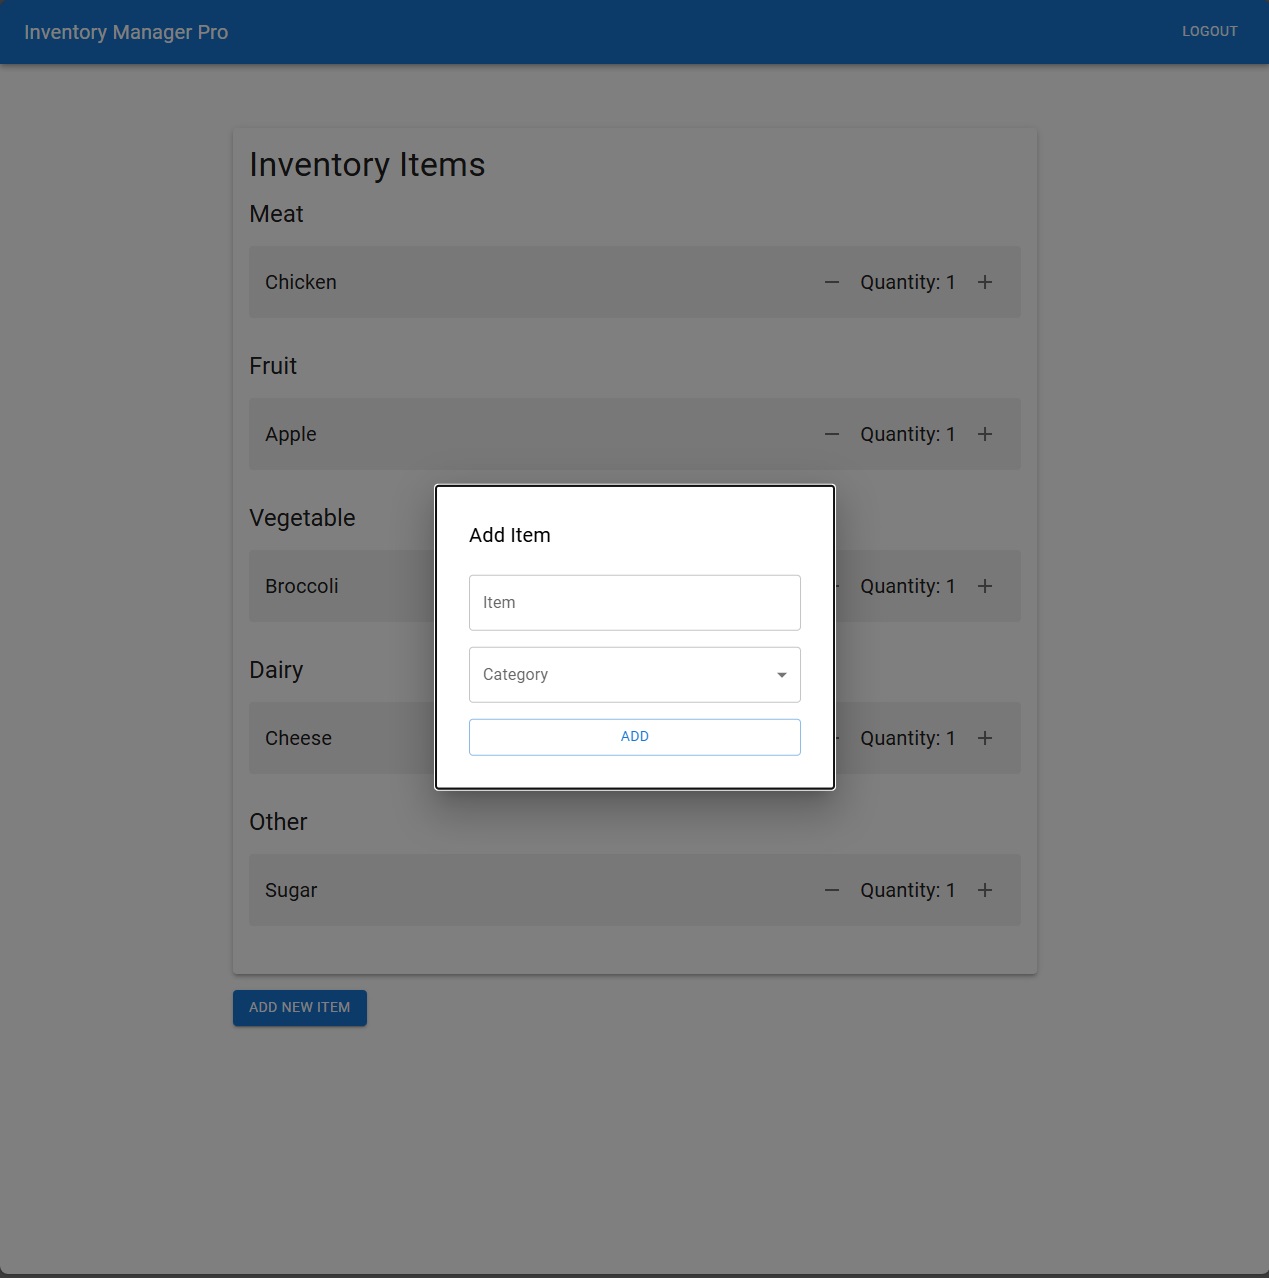 Inventory Manager Pro
LOGOUT
Inventory Items
Meat
Chicken
Quantity: 1
Fruit
Apple
Quantity: 1
Vegetable
Broccoli
Quantity: 1
Dairy
Cheese
Quantity: 1
Other
Sugar
Quantity: 1
ADD NEW ITEM
Add Item
Item
Category
ADD